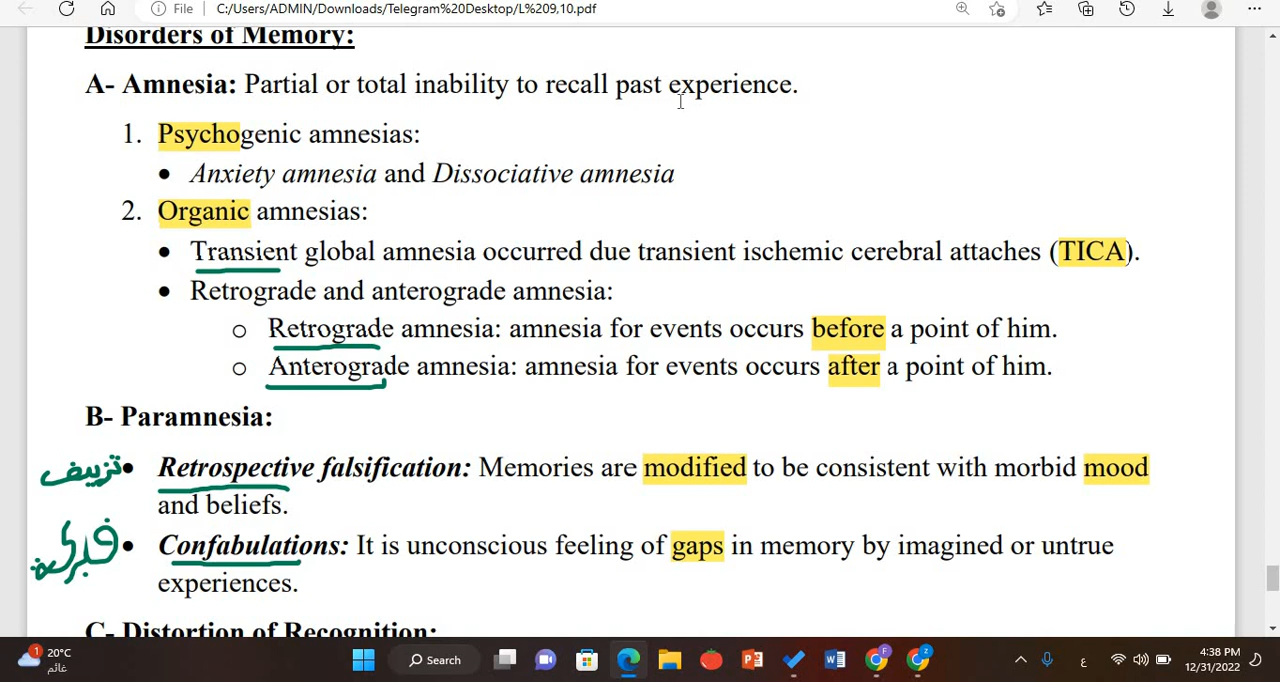 File | C:/Users/ADMIN/Downloads/Telegram%20Desktop/L%209,10.pdf
Disorders of Memory:
A- Amnesia: Partial or total inability to recall past experience.
1. Psychogenic amnesias:
• Anxiety amnesia and Dissociative amnesia
2. Organic amnesias:
• Transient global amnesia occurred due transient ischemic cerebral attaches (TICA).
• Retrograde and anterograde amnesia:
o Retrograde amnesia: amnesia for events occurs before a point of him.
o Anterograde amnesia: amnesia for events occurs after a point of him.
B- Paramnesia:
تزييف
• Retrospective falsification: Memories are modified to be consistent with morbid mood
and beliefs.
فبركة
• Confabulations: It is unconscious feeling of gaps in memory by imagined or untrue
experiences.
C- Distortion of Recognition:
1
20°C
غائم
Search
ع
4:38 PM
12/31/2022